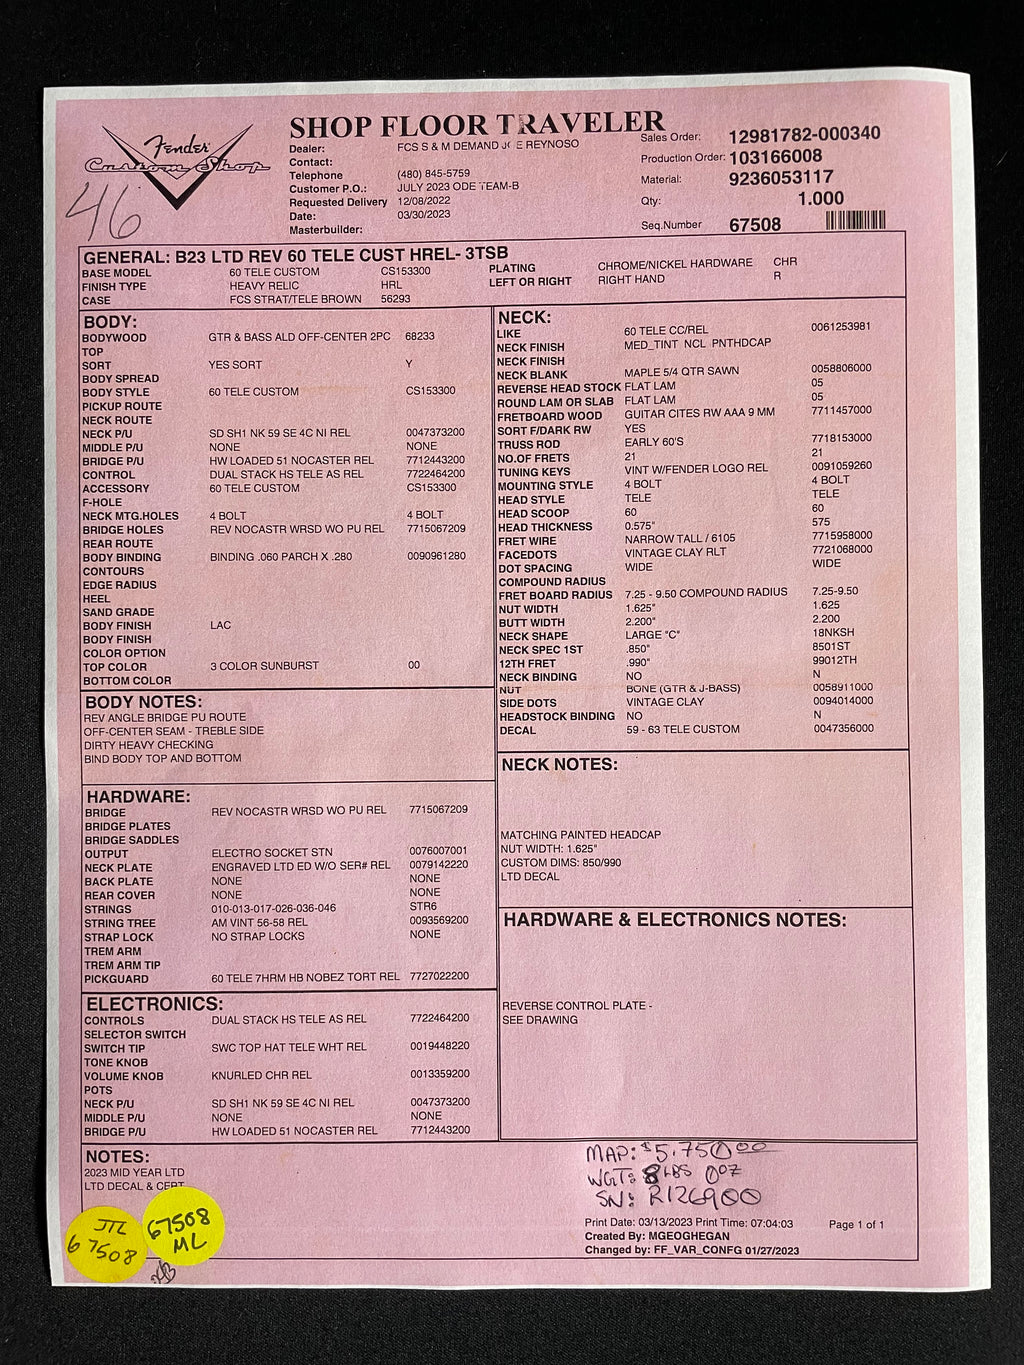 SHOP FLOOR TRAVELER
Fender
Custom Shop
46
Dealer: FCS S & M DEMAND JOE REYNOSO
Contact:
Telephone (480) 845-5759
Customer P.O.: JULY 2023 ODE TEAM-B
Requested Delivery 12/08/2022
Date: 03/30/2023
Masterbuilder:
Sales Order: 12981782-000340
Production Order: 103166008
Material: 9236053117
Qty: 1.000
Seq.Number 67508
GENERAL: B23 LTD REV 60 TELE CUST HREL- 3TSB
BASE MODEL 60 TELE CUSTOM CS153300
FINISH TYPE HEAVY RELIC HRL
CASE FCS STRAT/TELE BROWN 56293
PLATING CHROME/NICKEL HARDWARE CHR
LEFT OR RIGHT RIGHT HAND R
BODY:
BODYWOOD GTR & BASS ALD OFF-CENTER 2PC 68233
TOP
SORT YES SORT Y
BODY SPREAD
BODY STYLE 60 TELE CUSTOM CS153300
PICKUP ROUTE
NECK ROUTE
NECK P/U SD SH1 NK 59 SE 4C NI REL 0047373200
MIDDLE P/U NONE NONE
BRIDGE P/U HW LOADED 51 NOCASTER REL 7712443200
CONTROL DUAL STACK HS TELE AS REL 7722464200
ACCESSORY 60 TELE CUSTOM CS153300
F-HOLE
NECK MTG.HOLES 4 BOLT 4 BOLT
BRIDGE HOLES REV NOCASTR WRSD WO PU REL 7715067209
REAR ROUTE
BODY BINDING BINDING .060 PARCH X .280 0090961280
CONTOURS
EDGE RADIUS
HEEL
SAND GRADE
BODY FINISH LAC
BODY FINISH
COLOR OPTION
TOP COLOR 3 COLOR SUNBURST 00
BOTTOM COLOR
BODY NOTES:
REV ANGLE BRIDGE PU ROUTE
OFF-CENTER SEAM - TREBLE SIDE
DIRTY HEAVY CHECKING
BIND BODY TOP AND BOTTOM
HARDWARE:
BRIDGE REV NOCASTR WRSD WO PU REL 7715067209
BRIDGE PLATES
BRIDGE SADDLES
OUTPUT ELECTRO SOCKET STN 0076007001
NECK PLATE ENGRAVED LTD ED W/O SER# REL 0079142220
BACK PLATE NONE NONE
REAR COVER NONE NONE
STRINGS 010-013-017-026-036-046 STR6
STRING TREE AM VINT 56-58 REL 0093569200
STRAP LOCK NO STRAP LOCKS NONE
TREM ARM
TREM ARM TIP
PICKGUARD 60 TELE 7HRM HB NOBEZ TORT REL 7727022200
ELECTRONICS:
CONTROLS DUAL STACK HS TELE AS REL 7722464200
SELECTOR SWITCH
SWITCH TIP SWC TOP HAT TELE WHT REL 0019448220
TONE KNOB
VOLUME KNOB KNURLED CHR REL 0013359200
POTS
NECK P/U SD SH1 NK 59 SE 4C NI REL 0047373200
MIDDLE P/U NONE NONE
BRIDGE P/U HW LOADED 51 NOCASTER REL 7712443200
NECK:
LIKE 60 TELE CC/REL 0061253981
NECK FINISH MED_TINT NCL PNTHDCAP
NECK FINISH
NECK BLANK MAPLE 5/4 QTR SAWN 0058806000
REVERSE HEAD STOCK FLAT LAM 05
ROUND LAM OR SLAB FLAT LAM 05
FRETBOARD WOOD GUITAR CITES RW AAA 9 MM 7711457000
SORT F/DARK RW YES
TRUSS ROD EARLY 60'S 7718153000
NO.OF FRETS 21 21
TUNING KEYS VINT W/FENDER LOGO REL 0091059260
MOUNTING STYLE 4 BOLT 4 BOLT
HEAD STYLE TELE TELE
HEAD SCOOP 60 60
HEAD THICKNESS 0.575" 575
FRET WIRE NARROW TALL / 6105 7715958000
FACEDOTS VINTAGE CLAY RLT 7721068000
DOT SPACING WIDE WIDE
COMPOUND RADIUS
FRET BOARD RADIUS 7.25 - 9.50 COMPOUND RADIUS 7.25-9.50
NUT WIDTH 1.625" 1.625
BUTT WIDTH 2.200" 2.200
NECK SHAPE LARGE "C" 18NKSH
NECK SPEC 1ST .850" 8501ST
12TH FRET .990" 99012TH
NECK BINDING NO N
NUT BONE (GTR & J-BASS) 0058911000
SIDE DOTS VINTAGE CLAY 0094014000
HEADSTOCK BINDING NO N
DECAL 59 - 63 TELE CUSTOM 0047356000
NECK NOTES:
MATCHING PAINTED HEADCAP
NUT WIDTH: 1.625"
CUSTOM DIMS: 850/990
LTD DECAL
HARDWARE & ELECTRONICS NOTES:
REVERSE CONTROL PLATE -
SEE DRAWING
NOTES:
2023 MID YEAR LTD
LTD DECAL & CERT
JTL
67508
67508
ML
MAP: $5,750.00
WGT: 8 LBS 0 OZ
SN: R126900
Print Date: 03/13/2023 Print Time: 07:04:03 Page 1 of 1
Created By: MGEOGHEGAN
Changed by: FF_VAR_CONFG 01/27/2023